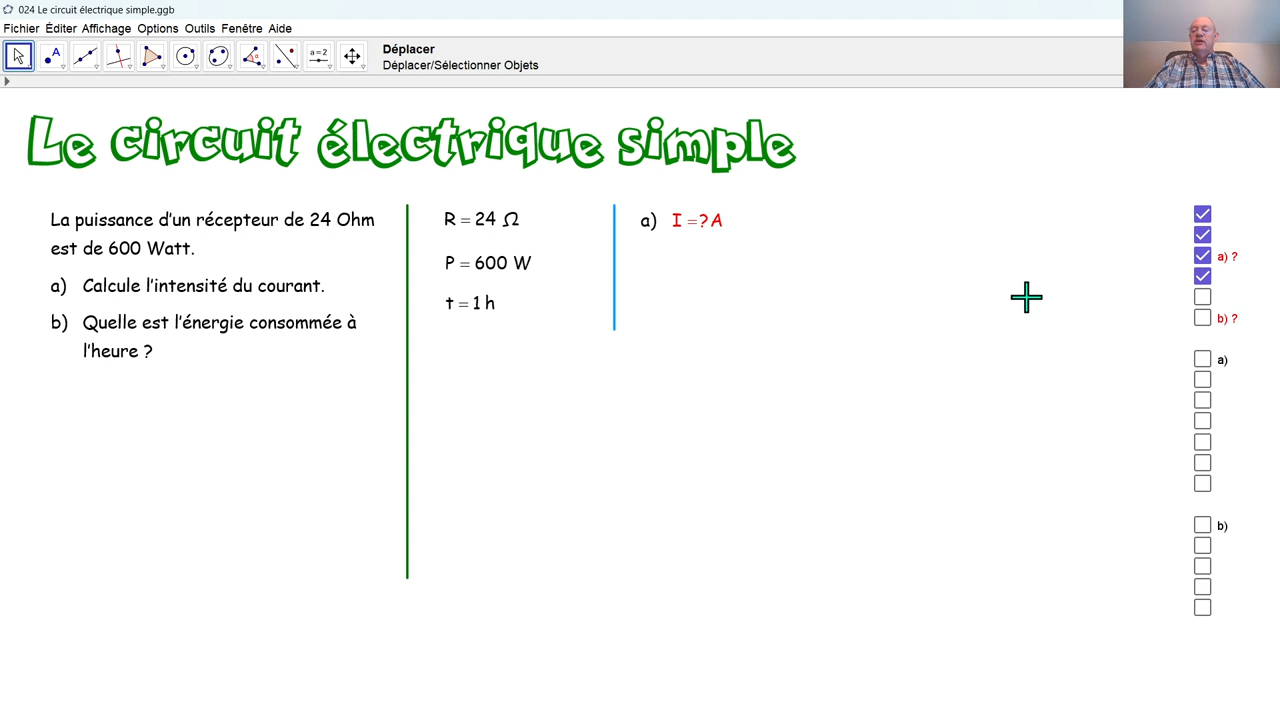 024 Le circuit électrique simple.ggb
Fichier Éditer Affichage Options Outils Fenêtre Aide
A
a=2
Déplacer
Déplacer/Sélectionner Objets
Le circuit électrique simple
La puissance d'un récepteur de 24 Ohm
est de 600 Watt.
a) Calcule l'intensité du courant.
b) Quelle est l'énergie consommée à
l'heure ?
R = 24 Ω
P = 600 W
t = 1 h
a) I =? A
a) ?
b) ?
a)
b)